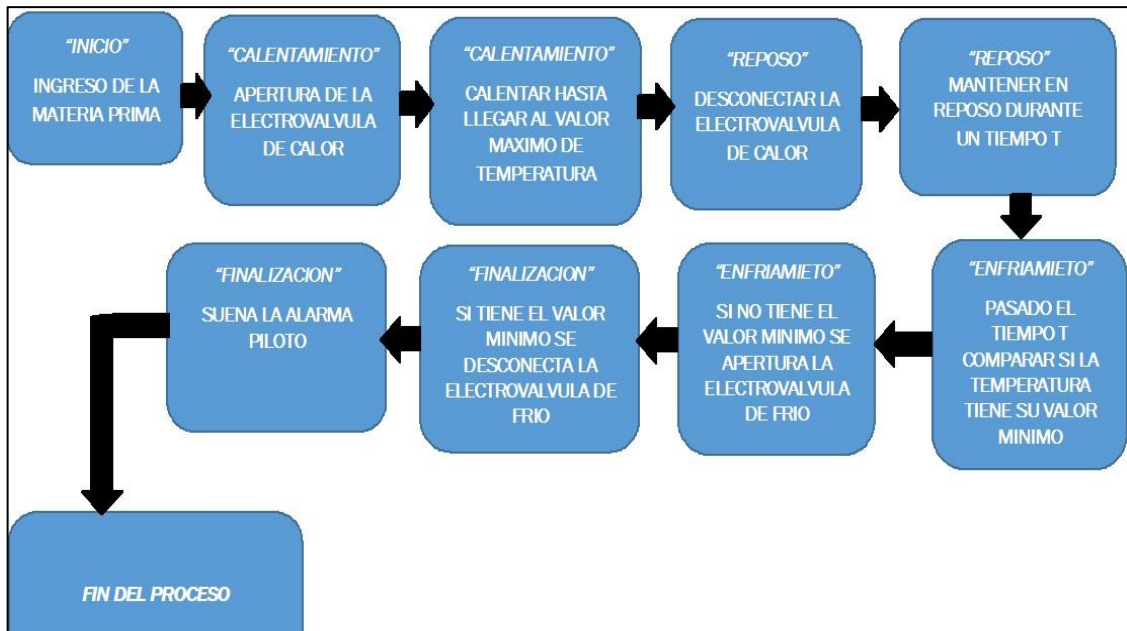 "INICIO"
INGRESO DE LA
MATERIA PRIMA
"CALENTAMIENTO"
APERTURA DE LA
ELECTROVALVULA
DE CALOR
"CALENTAMIENTO"
CALENTAR HASTA
LLEGAR AL VALOR
MAXIMO DE
TEMPERATURA
"REPOSO"
DESCONECTAR LA
ELECTROVALVULA
DE CALOR
"REPOSO"
MANTENER EN
REPOSO DURANTE
UN TIEMPO T
"ENFRIAMIETO"
PASADO EL
TIEMPO T
COMPARAR SI LA
TEMPERATURA
TIENE SU VALOR
MINIMO
"ENFRIAMIETO"
SI NO TIENE EL
VALOR MINIMO SE
APERTURA LA
ELECTROVALVULA
DE FRIO
"FINALIZACION"
SI TIENE EL VALOR
MINIMO SE
DESCONECTA LA
ELECTROVALVULA DE
FRIO
"FINALIZACION"
SUENA LA ALARMA
PILOTO
FIN DEL PROCESO